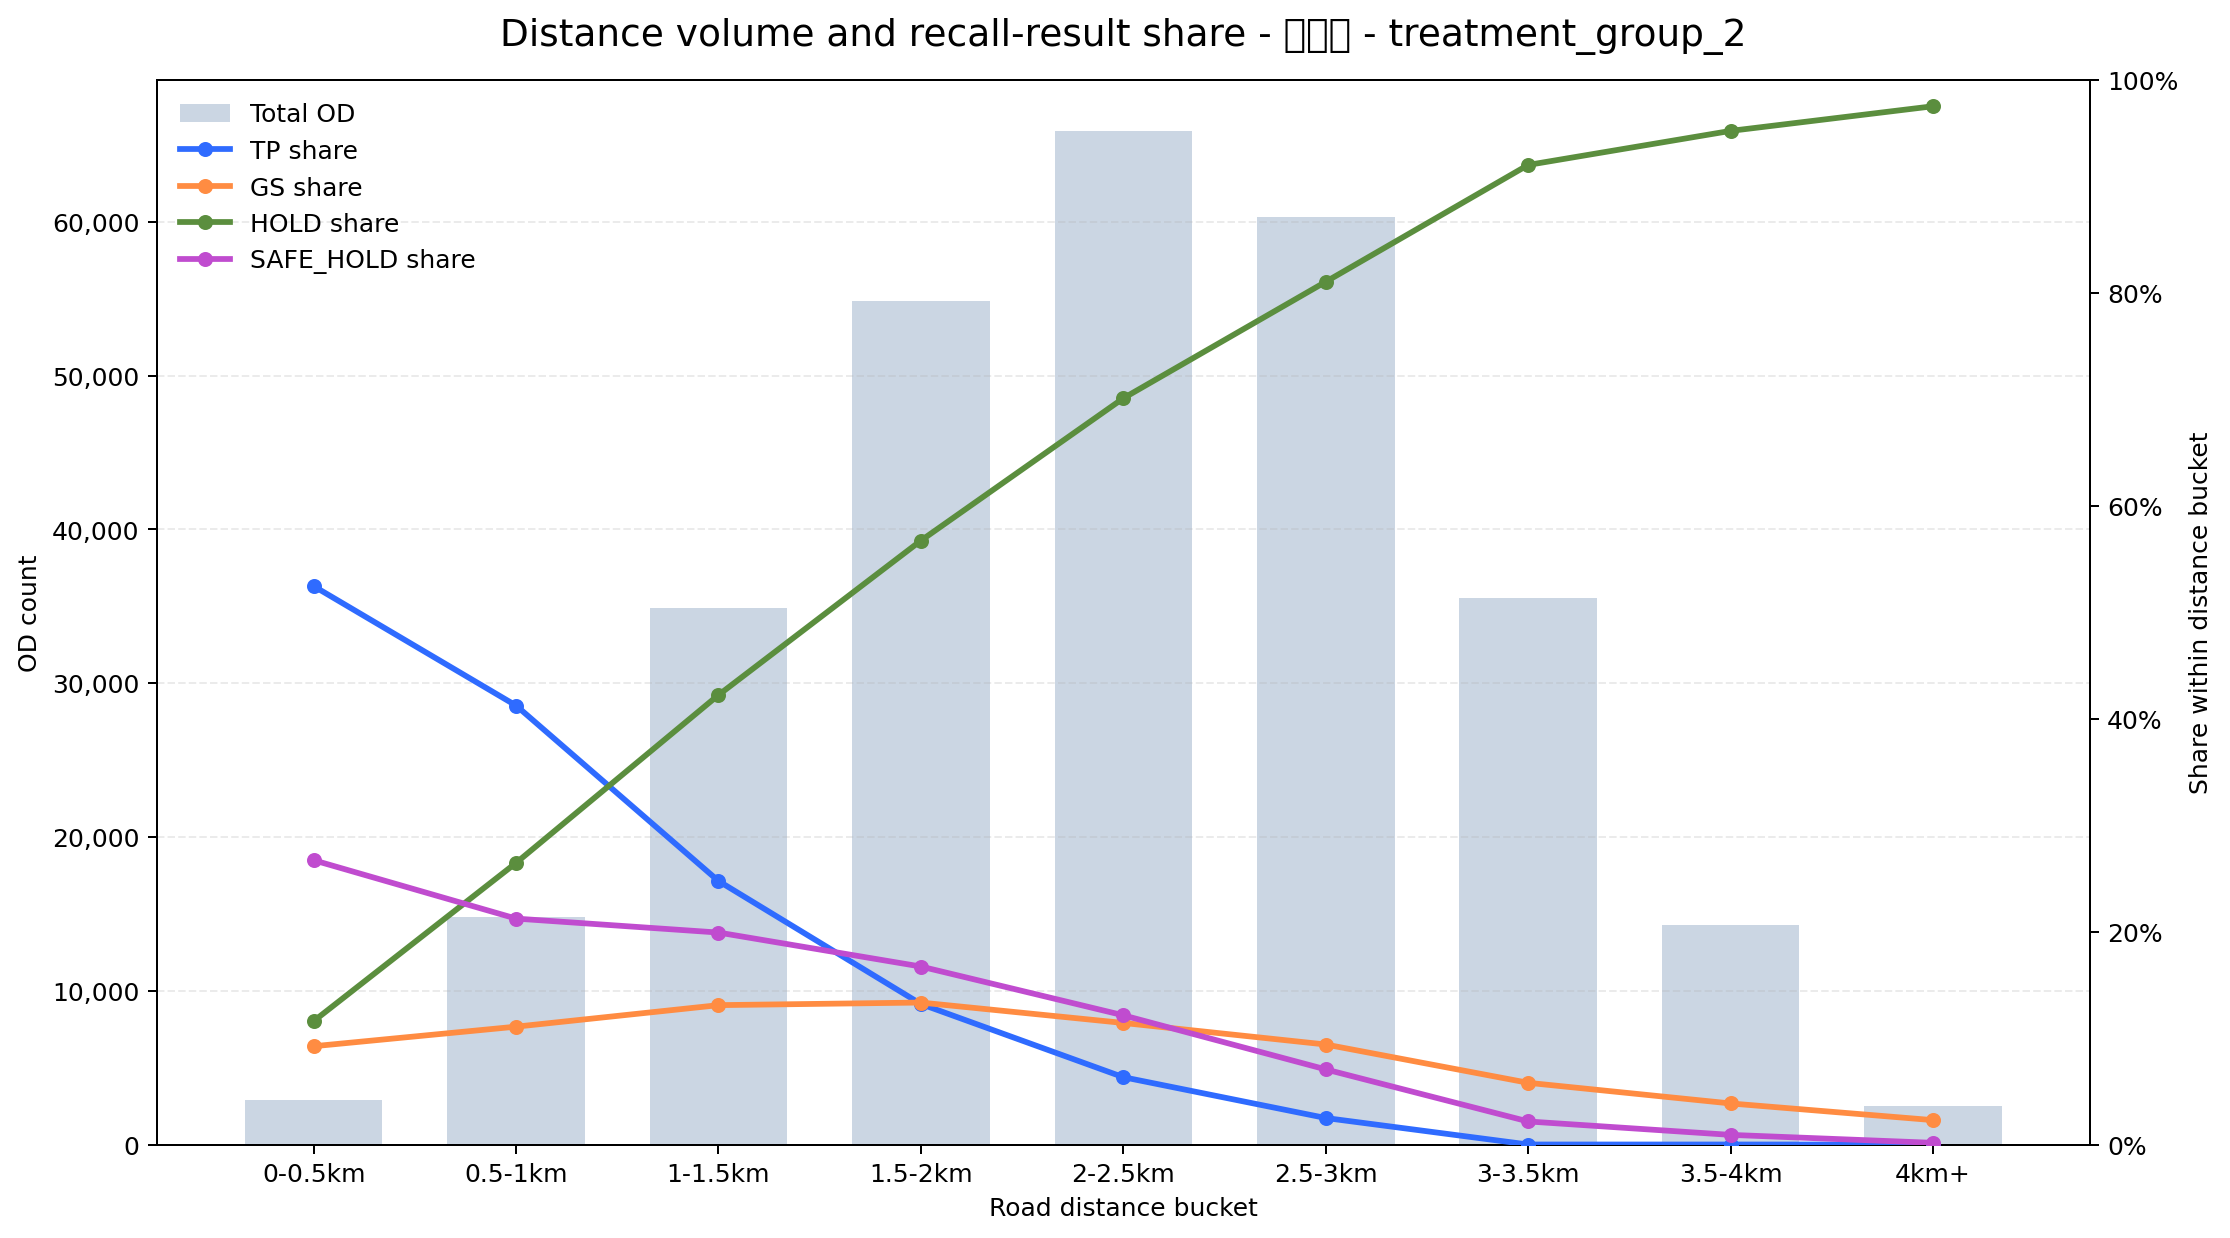 Distance volume and recall-result share - - treatment_group_2
Total OD
TP share
GS share
HOLD share
SAFE_HOLD share
OD count
60,000
50,000
40,000
30,000
20,000
10,000
0
100%
80%
60%
40%
20%
0%
Share within distance bucket
0-0.5km 0.5-1km 1-1.5km 1.5-2km 2-2.5km 2.5-3km 3-3.5km 3.5-4km 4km+
Road distance bucket